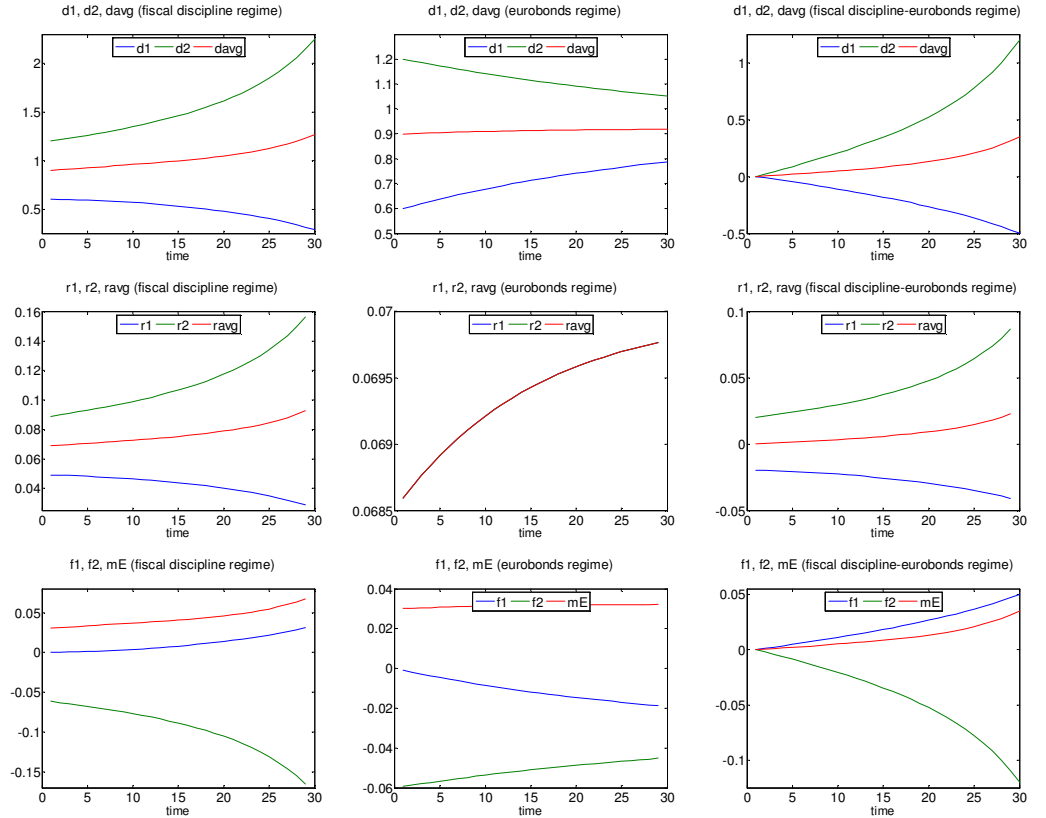 d1, d2, davg (fiscal discipline regime)
d1 d2 davg
2
1.5
1
0.5
0 5 10 15 20 25 30
time
d1, d2, davg (eurobonds regime)
d1 d2 davg
1.2
1.1
1
0.9
0.8
0.7
0.6
0.5
0 5 10 15 20 25 30
time
d1, d2, davg (fiscal discipline-eurobonds regime)
d1 d2 davg
1
0.5
0
-0.5
0 5 10 15 20 25 30
time
r1, r2, ravg (fiscal discipline regime)
r1 r2 ravg
0.16
0.14
0.12
0.1
0.08
0.06
0.04
0 5 10 15 20 25 30
time
r1, r2, ravg (eurobonds regime)
r1 r2 ravg
0.07
0.0695
0.069
0.0685
0 5 10 15 20 25 30
time
r1, r2, ravg (fiscal discipline-eurobonds regime)
r1 r2 ravg
0.1
0.05
0
-0.05
0 5 10 15 20 25 30
time
f1, f2, mE (fiscal discipline regime)
0.05
0
-0.05
-0.1
-0.15
0 5 10 15 20 25 30
time
f1, f2, mE (eurobonds regime)
f1 f2 mE
0.04
0.02
0
-0.02
-0.04
-0.06
0 5 10 15 20 25 30
time
f1, f2, mE (fiscal discipline-eurobonds regime)
f1 f2 mE
0.05
0
-0.05
-0.1
0 5 10 15 20 25 30
time